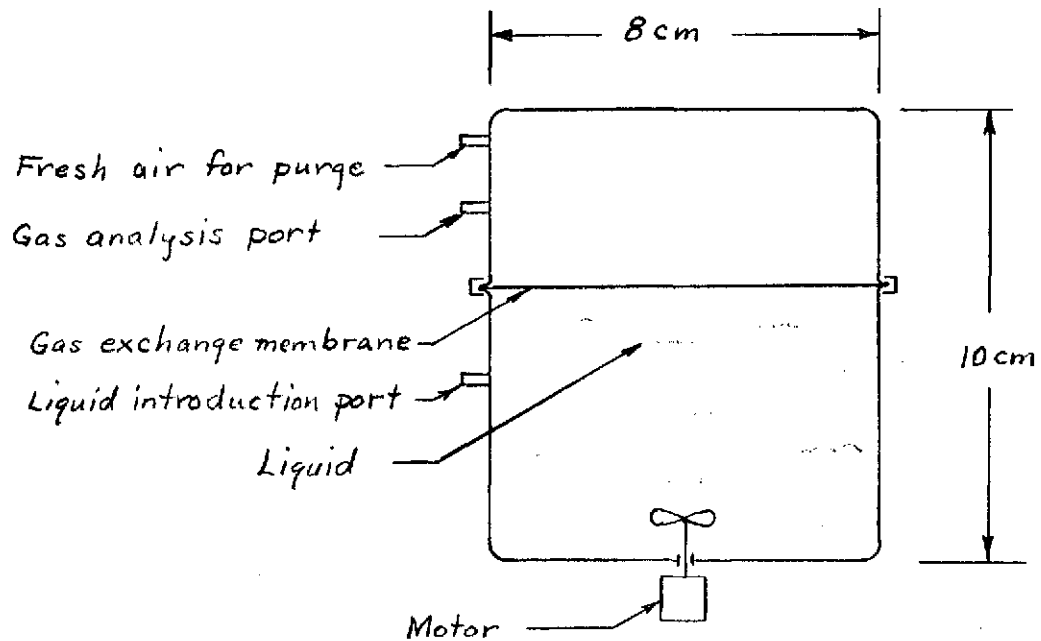 8 cm
Fresh air for purge
Gas analysis port
Gas exchange membrane
10 cm
Liquid introduction port
Liquid
Motor